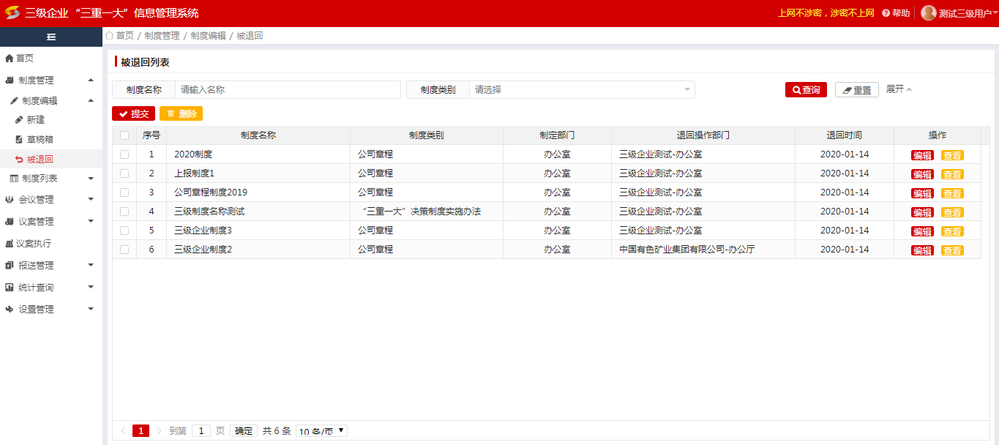 三级企业“三重一大”信息管理系统
上网不涉密，涉密不上网 帮助 测试三级用户
首页 / 制度管理 / 制度编辑 / 被退回
首页
制度管理
制度编辑
新建
草稿箱
被退回
制度列表
会议管理
议案管理
议案执行
报送管理
统计查询
设置管理
被退回列表
制度名称 请输入名称 制度类别 请选择 查询 重置 展开
提交 删除
序号 制度名称 制度类别 制定部门 退回操作部门 退回时间 操作
1 2020制度 公司章程 办公室 三级企业测试-办公室 2020-01-14 编辑 查看
2 上报制度1 公司章程 办公室 三级企业测试-办公室 2020-01-14 编辑 查看
3 公司章程制度2019 公司章程 办公室 三级企业测试-办公室 2020-01-14 编辑 查看
4 三级制度名称测试 “三重一大”决策制度实施办法 办公室 三级企业测试-办公室 2020-01-14 编辑 查看
5 三级企业制度3 公司章程 办公室 三级企业测试-办公室 2020-01-14 编辑 查看
6 三级企业制度2 公司章程 办公室 中国有色矿业集团有限公司-办公厅 2020-01-14 编辑 查看
1 到第 1 页 确定 共 6 条 10 条/页